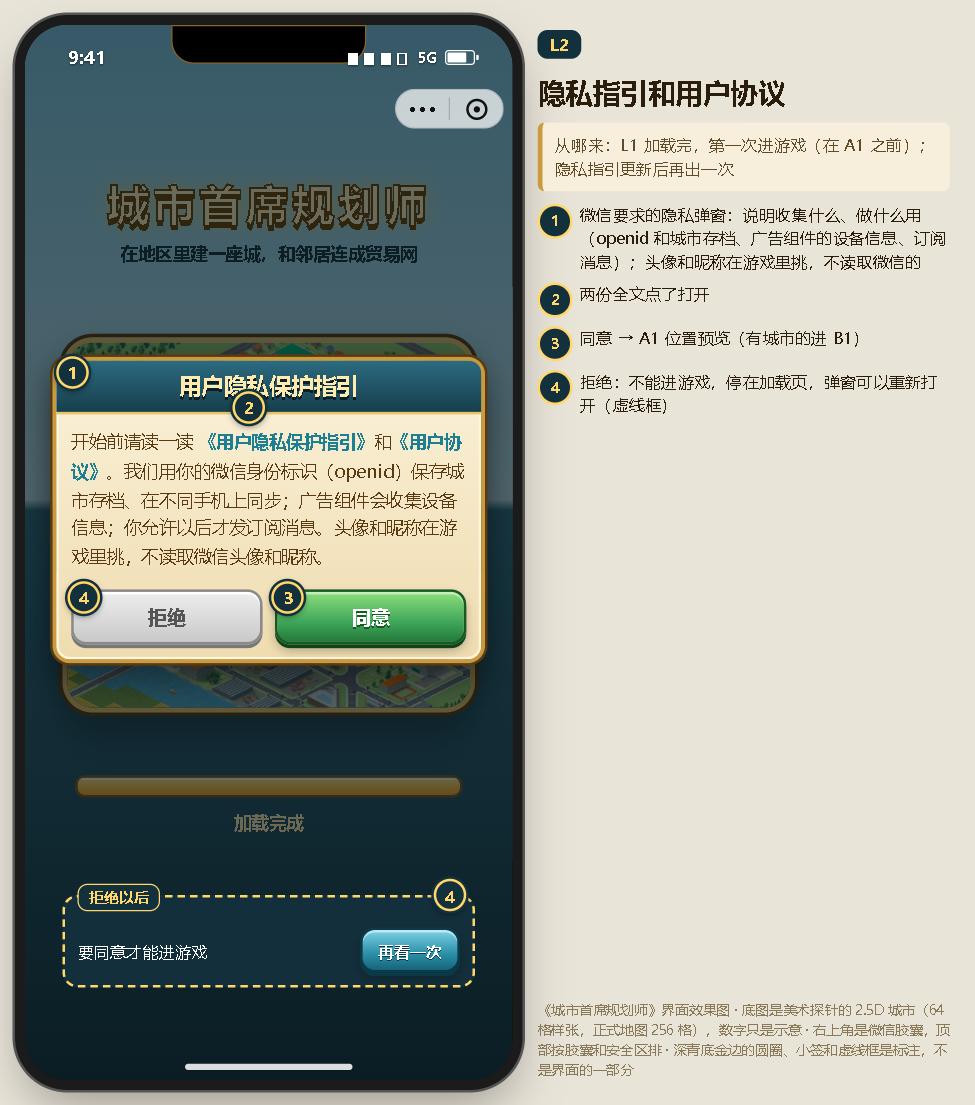 9:41
5G
城市首席规划师
在地区里建一座城，和邻居连成贸易网
1
用户隐私保护指引
2
开始前请读一读 《用户隐私保护指引》和《用户协
议》。我们用你的微信身份标识（openid）保存城
市存档、在不同手机上同步；广告组件会收集设备
信息；你允许以后才发订阅消息。头像和昵称在游
戏里挑，不读取微信头像和昵称。
4
拒绝
3
同意
加载完成
拒绝以后
4
要同意才能进游戏
再看一次
L2
隐私指引和用户协议
从哪来：L1 加载完，第一次进游戏（在 A1 之前）；
隐私指引更新后再出一次
1 微信要求的隐私弹窗：说明收集什么、做什么用
（openid 和城市存档、广告组件的设备信息、订阅
消息）；头像和昵称在游戏里挑，不读取微信的
2 两份全文点了打开
3 同意 → A1 位置预览（有城市的进 B1）
4 拒绝：不能进游戏，停在加载页，弹窗可以重新打
开（虚线框）
《城市首席规划师》界面效果图 · 底图是美术探针的 2.5D 城市（64
格样张，正式地图 256 格），数字只是示意 · 右上角是微信胶囊，顶
部按胶囊和安全区排 · 深青底金边的圆圈、小签和虚线框是标注，不
是界面的一部分